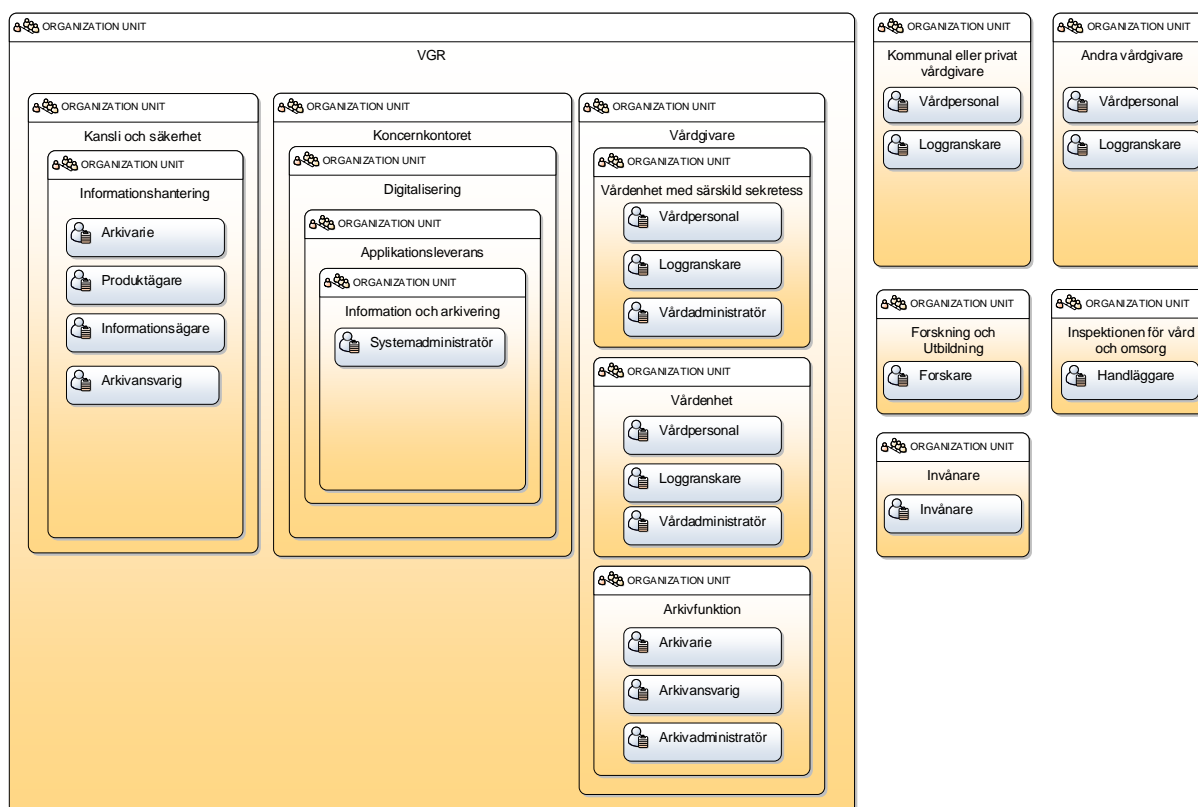 ORGANIZATION UNIT
VGR
ORGANIZATION UNIT
Kansli och säkerhet
ORGANIZATION UNIT
Informationshantering
Arkivarie
Produktägare
Informationsägare
Arkivansvarig
ORGANIZATION UNIT
Koncernkontoret
ORGANIZATION UNIT
Digitalisering
ORGANIZATION UNIT
Applikationsleverans
ORGANIZATION UNIT
Information och arkivering
Systemadministratör
ORGANIZATION UNIT
Vårdgivare
ORGANIZATION UNIT
Vårdenhet med särskild sekretess
Vårdpersonal
Loggranskare
Vårdadministratör
ORGANIZATION UNIT
Vårdenhet
Vårdpersonal
Loggranskare
Vårdadministratör
ORGANIZATION UNIT
Arkivfunktion
Arkivarie
Arkivansvarig
Arkivadministratör
ORGANIZATION UNIT
Kommunal eller privat
vårdgivare
Vårdpersonal
Loggranskare
ORGANIZATION UNIT
Andra vårdgivare
Vårdpersonal
Loggranskare
ORGANIZATION UNIT
Forskning och
Utbildning
Forskare
ORGANIZATION UNIT
Inspektionen för vård
och omsorg
Handläggare
ORGANIZATION UNIT
Invånare
Invånare